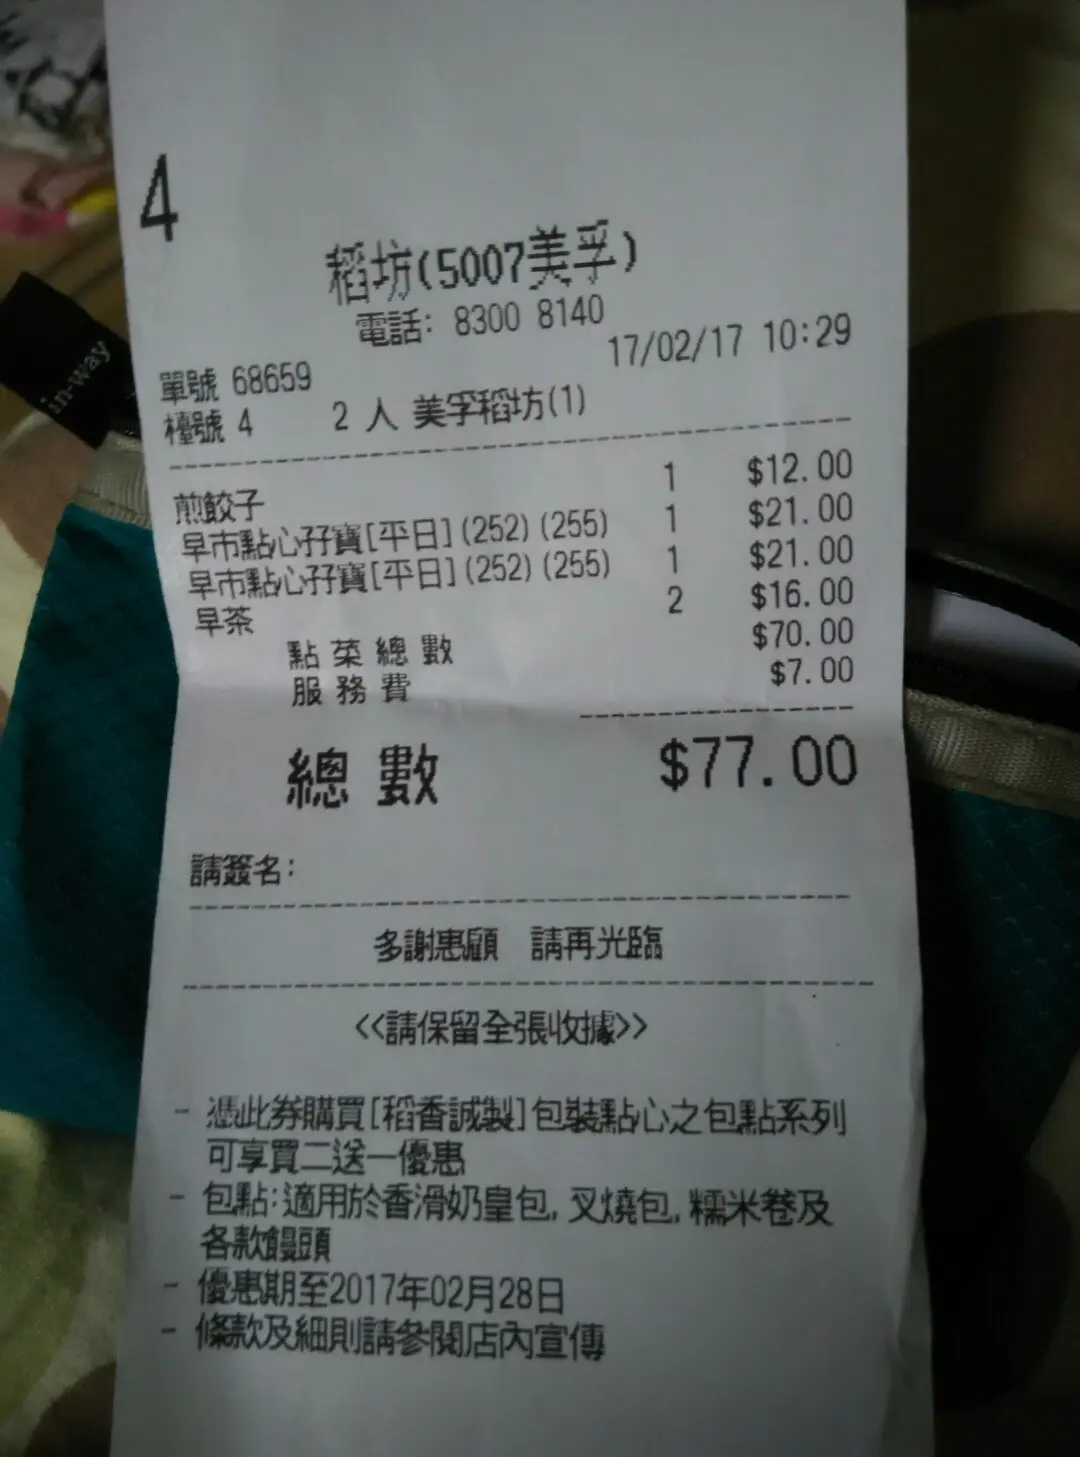 4
稻坊(5007美孚)
電話: 8300 8140
17/02/17 10:29
單號 68659
檯號 4 2 人 美孚稻坊(1)
煎餃子 1 $12.00
早市點心孖寶[平日](252)(255) 1 $21.00
早市點心孖寶[平日](252)(255) 1 $21.00
早茶 2 $16.00
點菜總數 $70.00
服務費 $7.00
總數 $77.00
請簽名:
多謝惠顧 請再光臨
<<請保留全張收據>>
- 憑此券購買[稻香誠製]包裝點心之包點系列
可享買二送一優惠
- 包點:適用於香滑奶皇包, 叉燒包, 糯米卷及
各款饅頭
- 優惠期至2017年02月28日
- 條款及細則請參閱店內宣傳
in-way